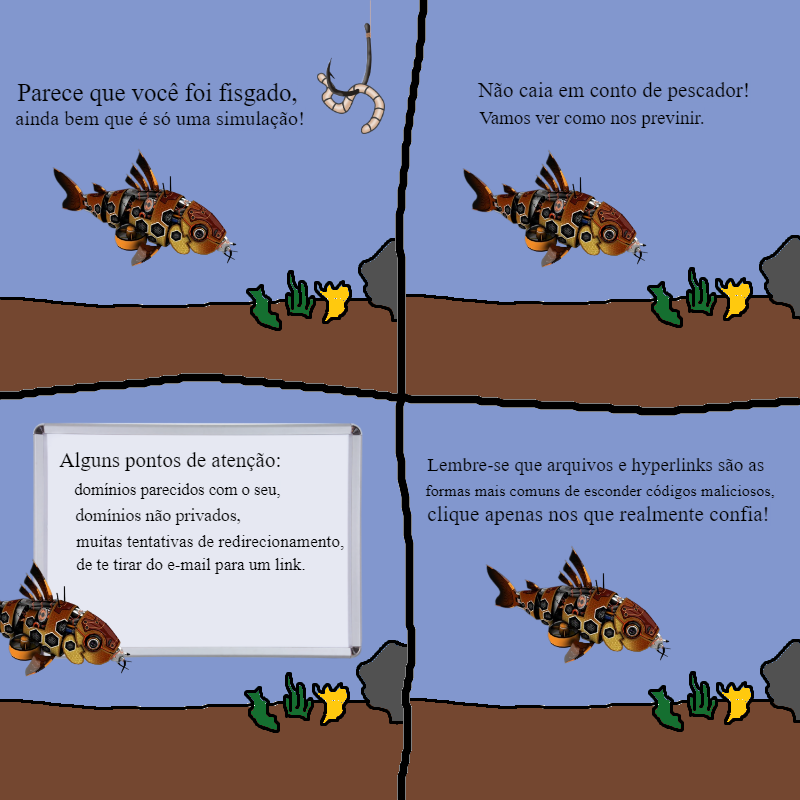 Parece que você foi fisgado,
ainda bem que é só uma simulação!
Não caia em conto de pescador!
Vamos ver como nos previnir.
Alguns pontos de atenção:
domínios parecidos com o seu,
domínios não privados,
muitas tentativas de redirecionamento,
de te tirar do e-mail para um link.
Lembre-se que arquivos e hyperlinks são as
formas mais comuns de esconder códigos maliciosos,
clique apenas nos que realmente confia!